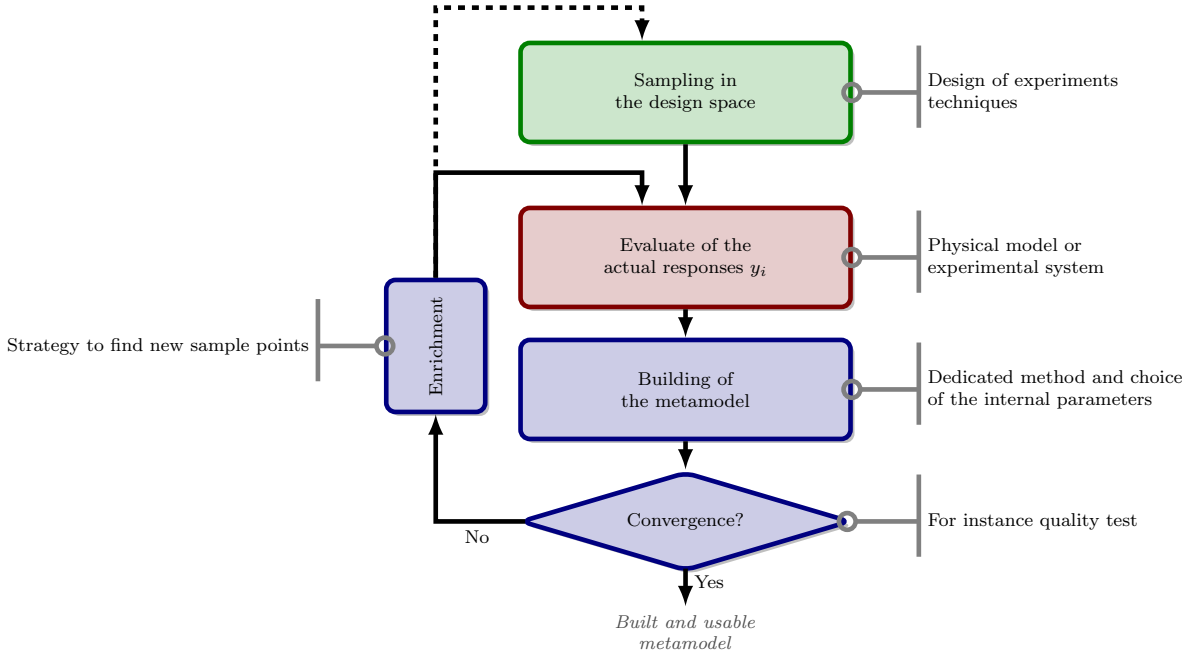 Sampling in
the design space
Design of experiments
techniques
Evaluate of the
actual responses yᵢ
Physical model or
experimental system
Enrichment
Strategy to find new sample points
Building of
the metamodel
Dedicated method and choice
of the internal parameters
Convergence?
For instance quality test
No
Yes
Built and usable
metamodel